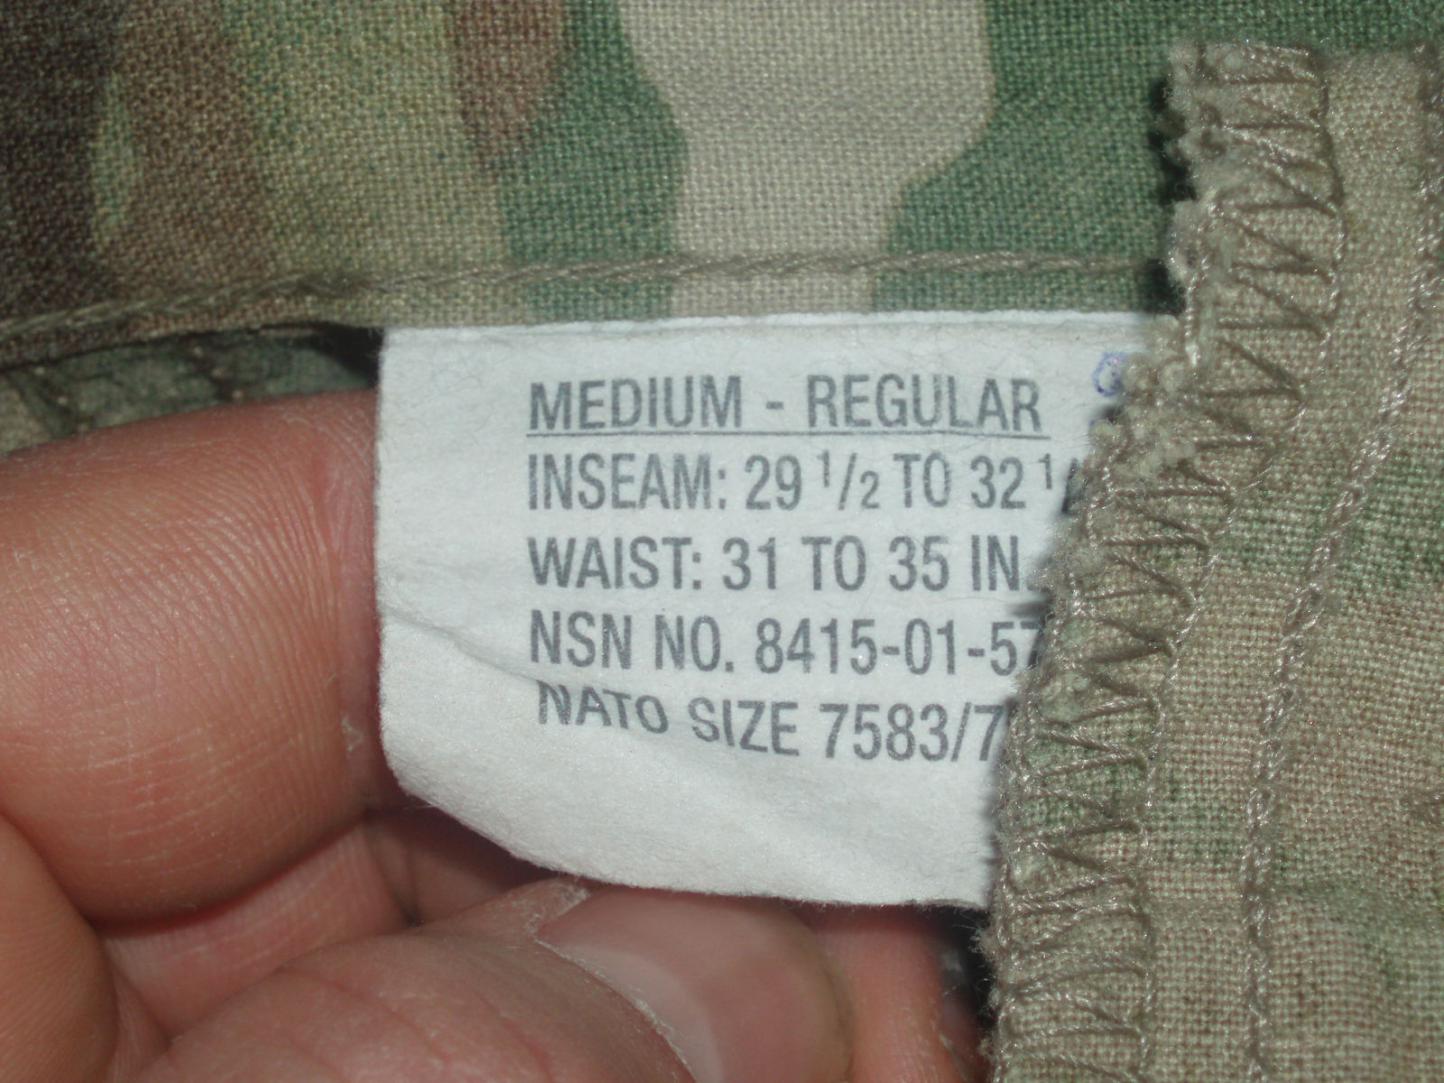 MEDIUM - REGULAR
INSEAM: 29 1/2 TO 32 1/
WAIST: 31 TO 35 IN.
NSN NO. 8415-01-57
NATO SIZE 7583/7